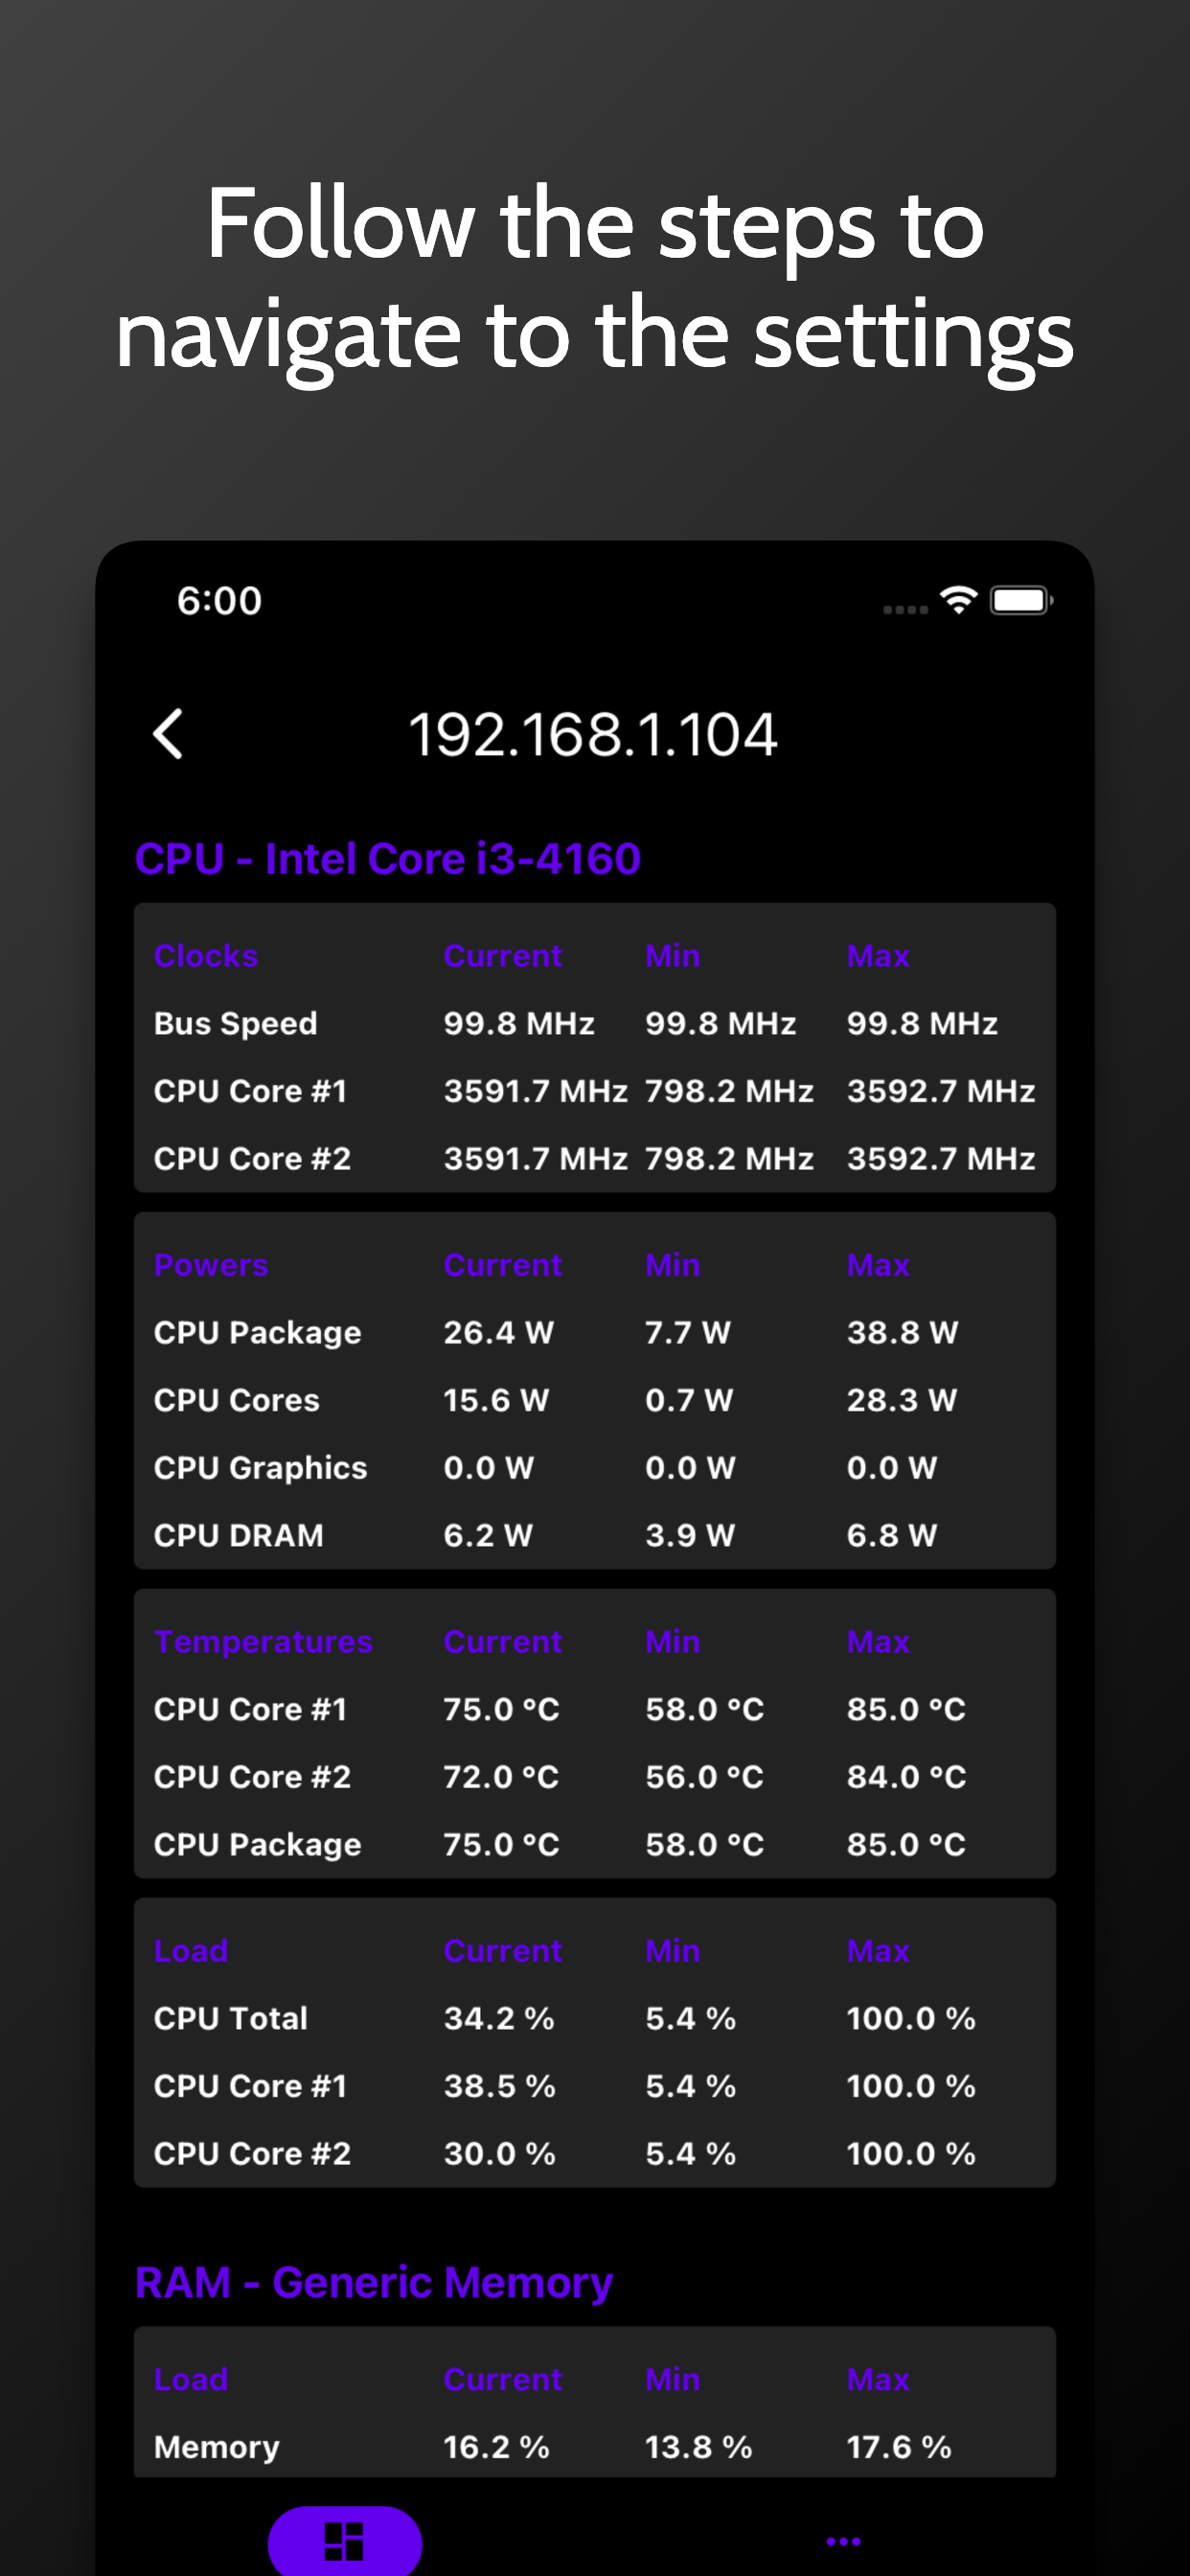 Follow the steps to
navigate to the settings
6:00
192.168.1.104
CPU - Intel Core i3-4160
Clocks Current Min Max
Bus Speed 99.8 MHz 99.8 MHz 99.8 MHz
CPU Core #1 3591.7 MHz 798.2 MHz 3592.7 MHz
CPU Core #2 3591.7 MHz 798.2 MHz 3592.7 MHz
Powers Current Min Max
CPU Package 26.4 W 7.7 W 38.8 W
CPU Cores 15.6 W 0.7 W 28.3 W
CPU Graphics 0.0 W 0.0 W 0.0 W
CPU DRAM 6.2 W 3.9 W 6.8 W
Temperatures Current Min Max
CPU Core #1 75.0 °C 58.0 °C 85.0 °C
CPU Core #2 72.0 °C 56.0 °C 84.0 °C
CPU Package 75.0 °C 58.0 °C 85.0 °C
Load Current Min Max
CPU Total 34.2 % 5.4 % 100.0 %
CPU Core #1 38.5 % 5.4 % 100.0 %
CPU Core #2 30.0 % 5.4 % 100.0 %
RAM - Generic Memory
Load Current Min Max
Memory 16.2 % 13.8 % 17.6 %